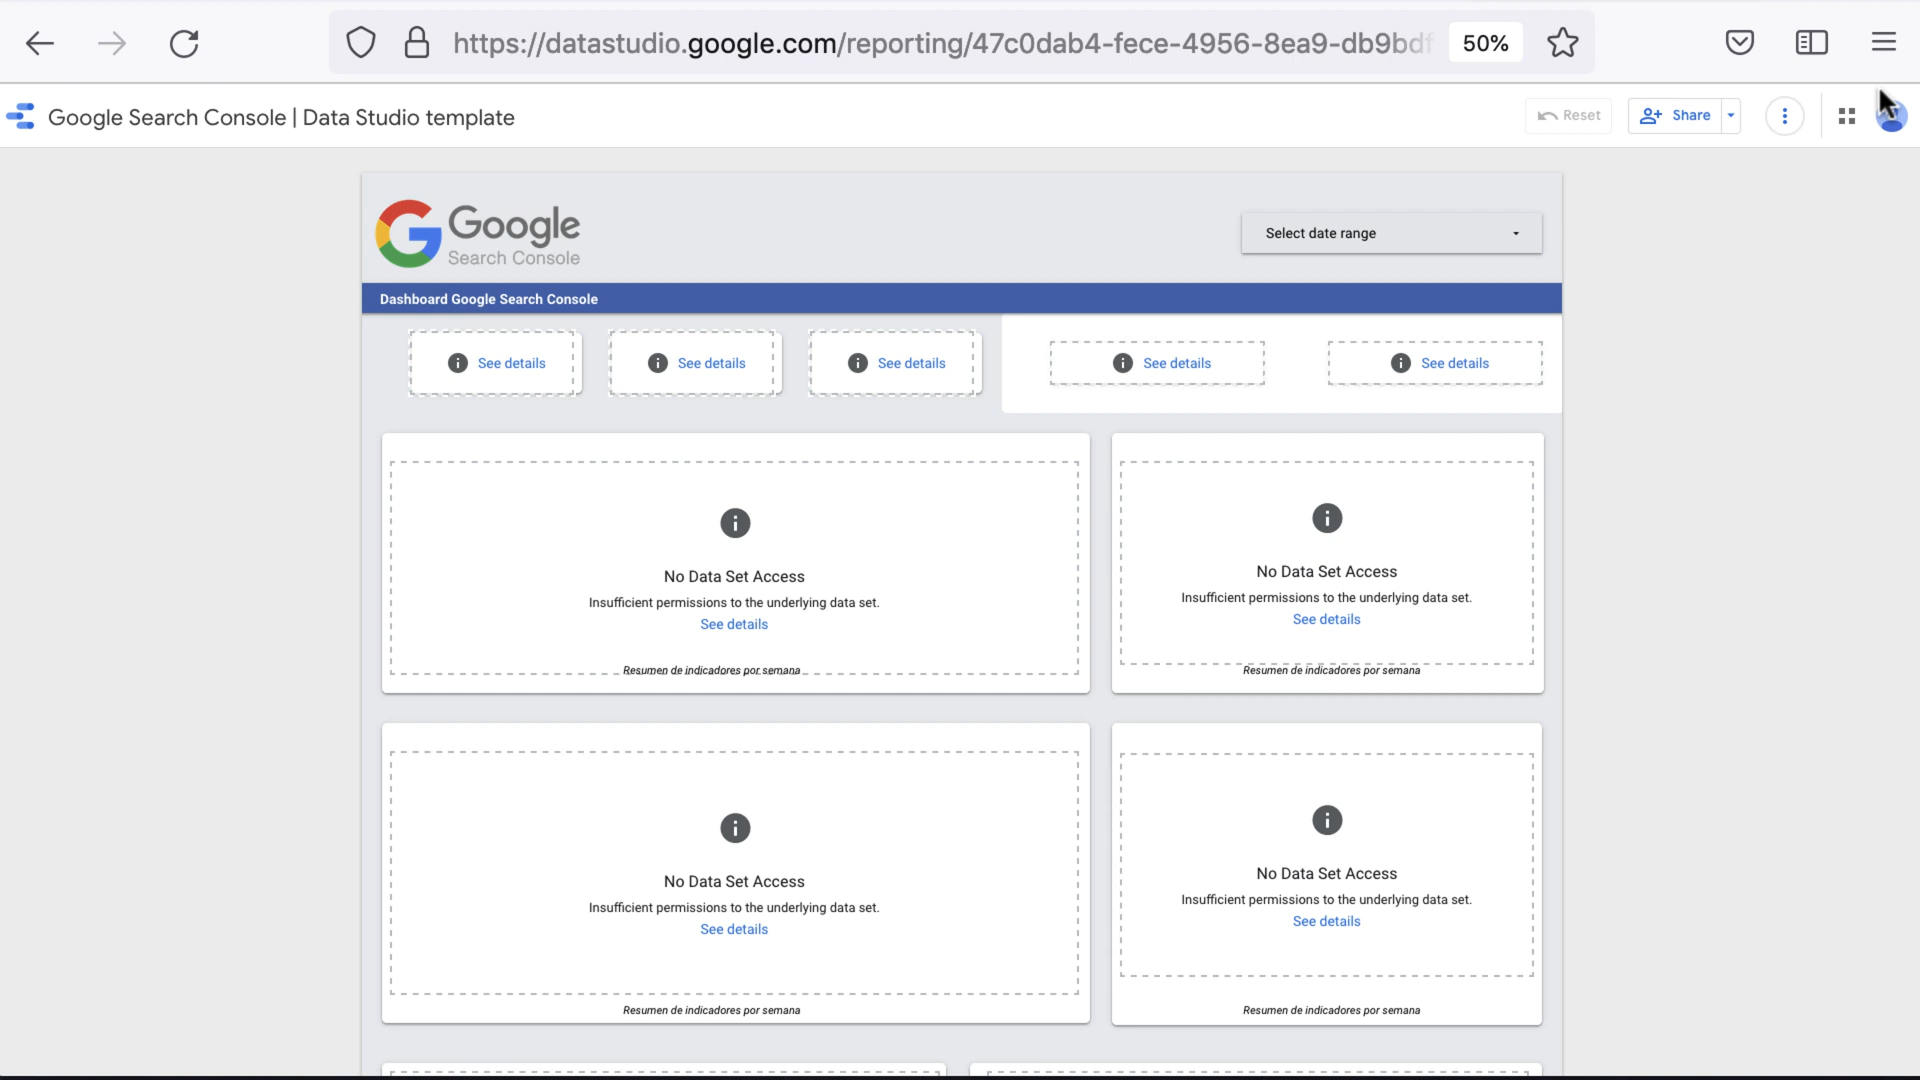 https://datastudio.google.com/reporting/47c0dab4-fece-4956-8ea9-db9bdf
50%
Google Search Console | Data Studio template
Reset
Share
Google
Search Console
Select date range
Dashboard Google Search Console
See details
See details
See details
See details
See details
No Data Set Access
Insufficient permissions to the underlying data set.
See details
Resumen de indicadores por semana
No Data Set Access
Insufficient permissions to the underlying data set.
See details
Resumen de indicadores por semana
No Data Set Access
Insufficient permissions to the underlying data set.
See details
Resumen de indicadores por semana
No Data Set Access
Insufficient permissions to the underlying data set.
See details
Resumen de indicadores por semana